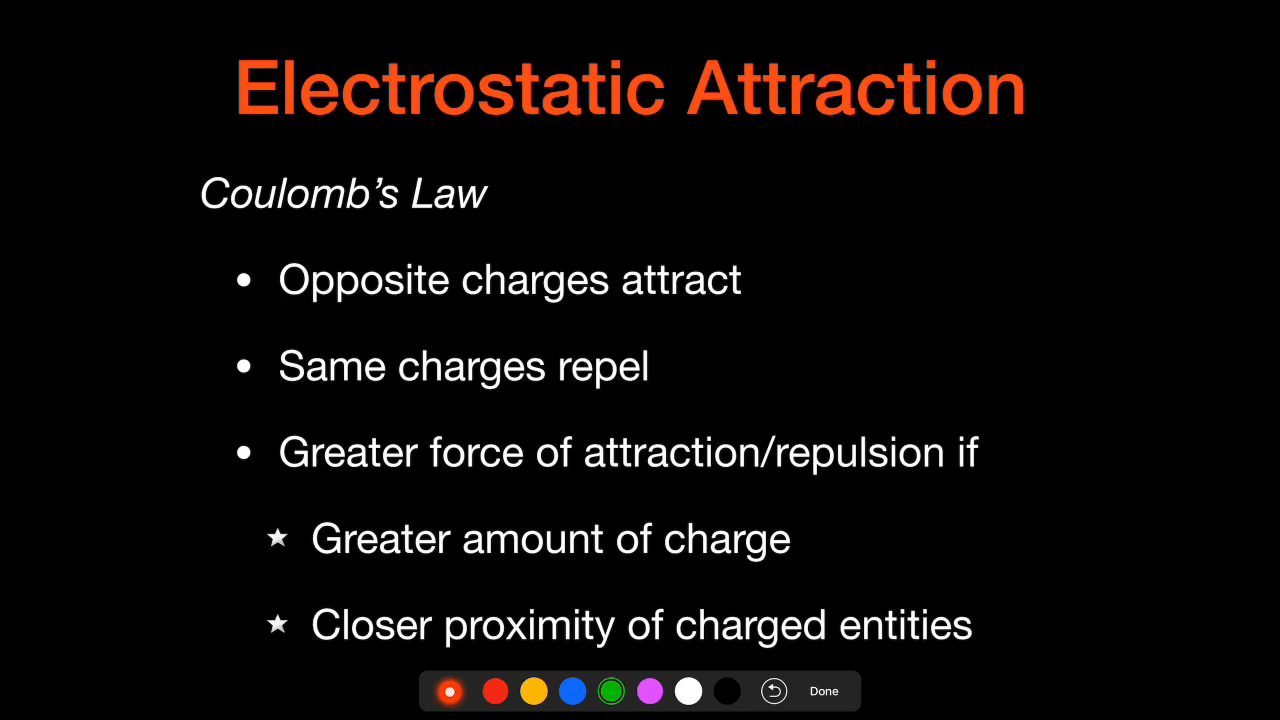 Electrostatic Attraction
Coulomb’s Law
• Opposite charges attract
• Same charges repel
• Greater force of attraction/repulsion if
★ Greater amount of charge
★ Closer proximity of charged entities
Done